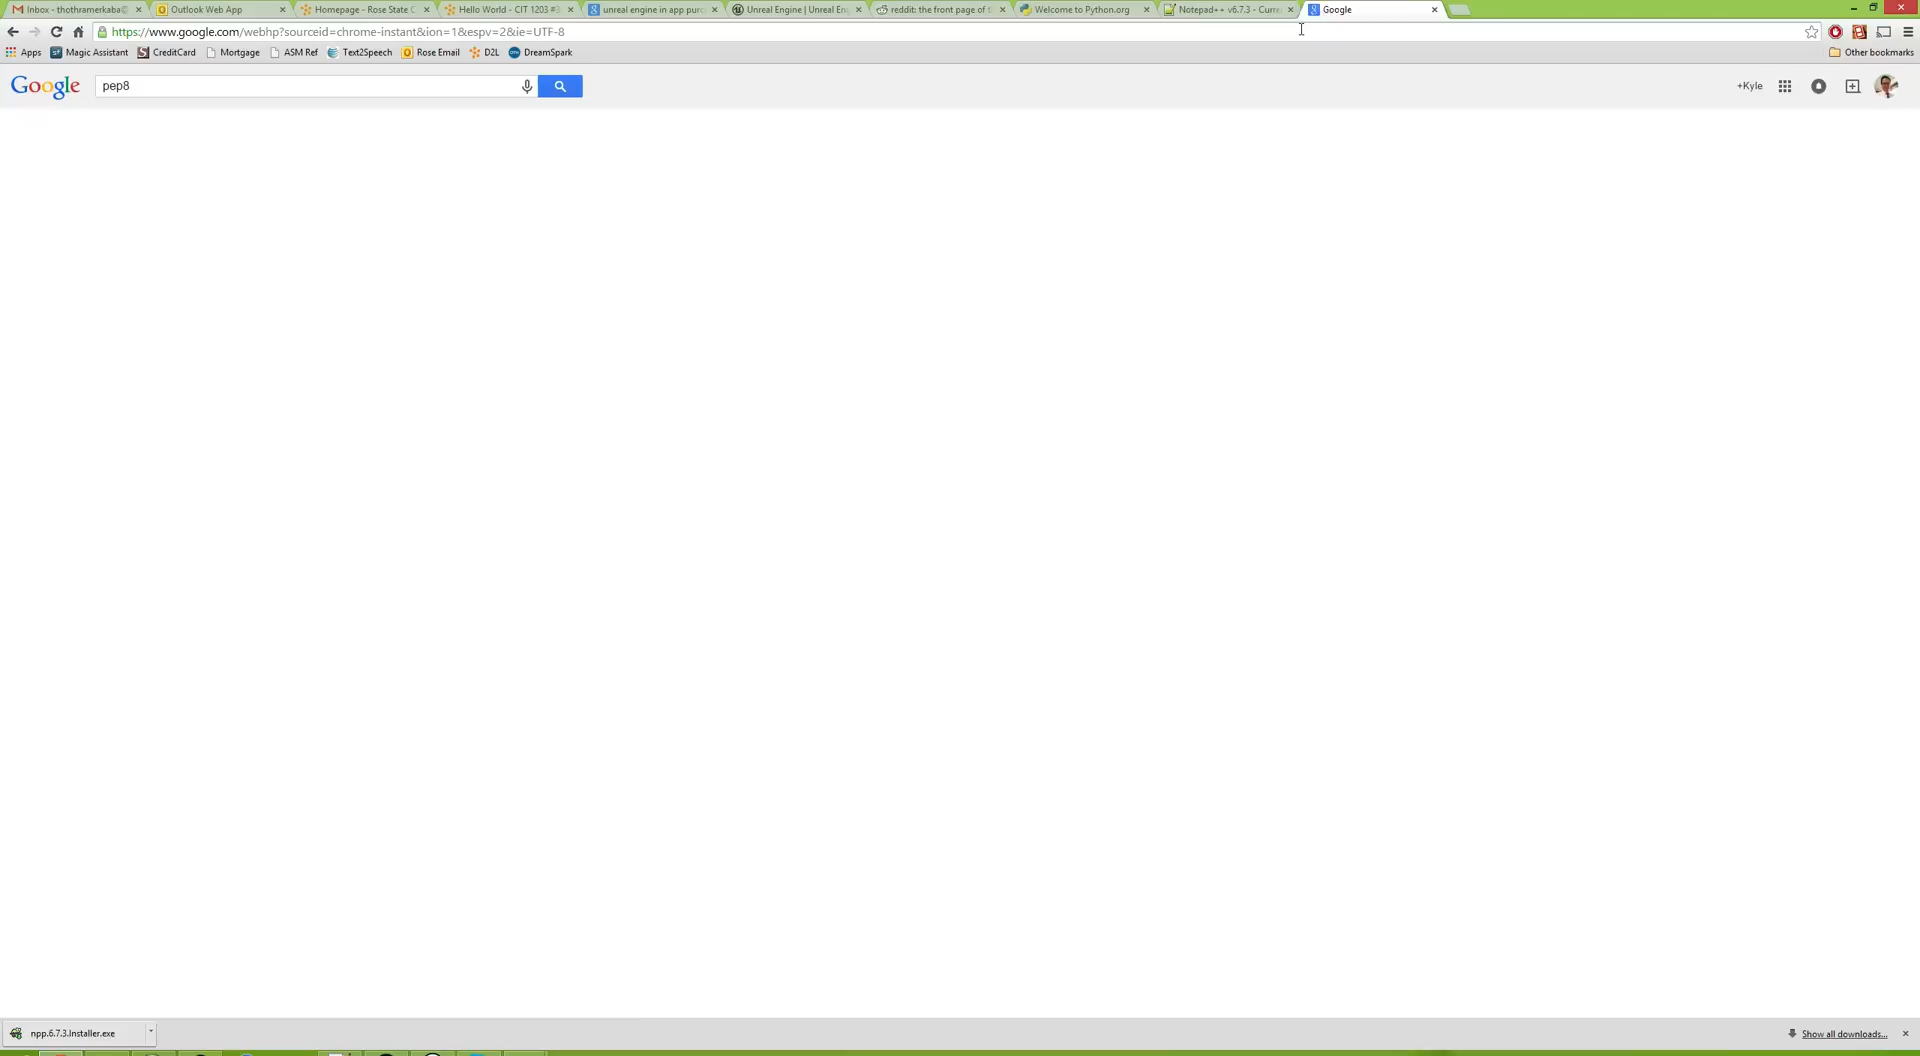 Inbox - thothramerkaba@
Outlook Web App
Homepage - Rose State C
Hello World - CIT 1203 #3
unreal engine in app purc
Unreal Engine | Unreal En
reddit: the front page of t
Welcome to Python.org
Notepad++ v6.7.3 - Curre
Google
https://www.google.com/webhp?sourceid=chrome-instant&ion=1&espv=2&ie=UTF-8
Apps
Magic Assistant
CreditCard
Mortgage
ASM Ref
Text2Speech
Rose Email
D2L
DreamSpark
Other bookmarks
Google
pep8
+Kyle
npp.6.7.3.Installer.exe
Show all downloads...